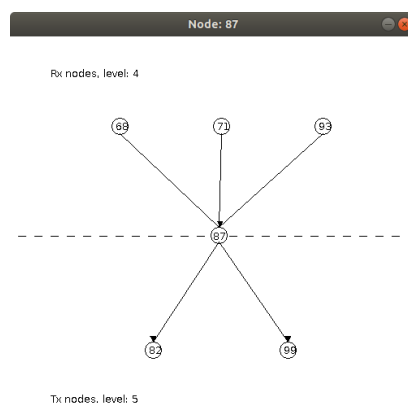 Node: 87
Rx nodes, level: 4
68 71 93
87
82 99
Tx nodes. level: 5